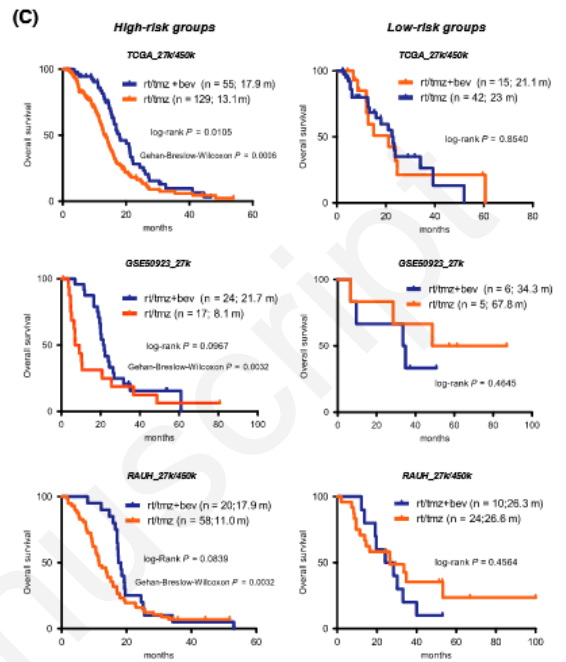 (C)
High-risk groups
Low-risk groups
TCGA_27k/450k
100
50
0
Overall survival
rt/tmz+bev (n = 55; 17.9 m)
rt/tmz (n = 129; 13.1 m)
log-rank P = 0.0105
Gehan-Breslow-Wilcoxon P = 0.0006
0 20 40 60
months
TCGA_27k/450k
100
50
0
Overall survival
rt/tmz+bev (n = 15; 21.1 m)
rt/tmz (n = 42; 23 m)
log-rank P = 0.8540
0 20 40 60 80
months
GSE50923_27k
100
50
0
Overall survival
rt/tmz+bev (n = 24; 21.7 m)
rt/tmz (n = 17; 8.1 m)
log-rank P = 0.0967
Gehan-Breslow-Wilcoxon P = 0.0032
0 20 40 60 80 100
months
GSE50923_27k
100
50
0
Overall survival
rt/tmz+bev (n = 6; 34.3 m)
rt/tmz (n = 5; 67.8 m)
log-rank P = 0.4645
0 20 40 60 80 100
months
RAUH_27k/450k
100
50
0
Overall survival
rt/tmz+bev (n = 20;17.9 m)
rt/tmz (n = 58;11.0 m)
log-Rank P = 0.0839
Gehan-Breslow-Wilcoxon P = 0.0032
0 20 40 60
months
RAUH_27k/450k
100
50
0
Overall survival
rt/tmz+bev (n = 10;26.3 m)
rt/tmz (n = 24;26.6 m)
log-rank P = 0.4564
0 20 40 60 80 100
months
nuscript